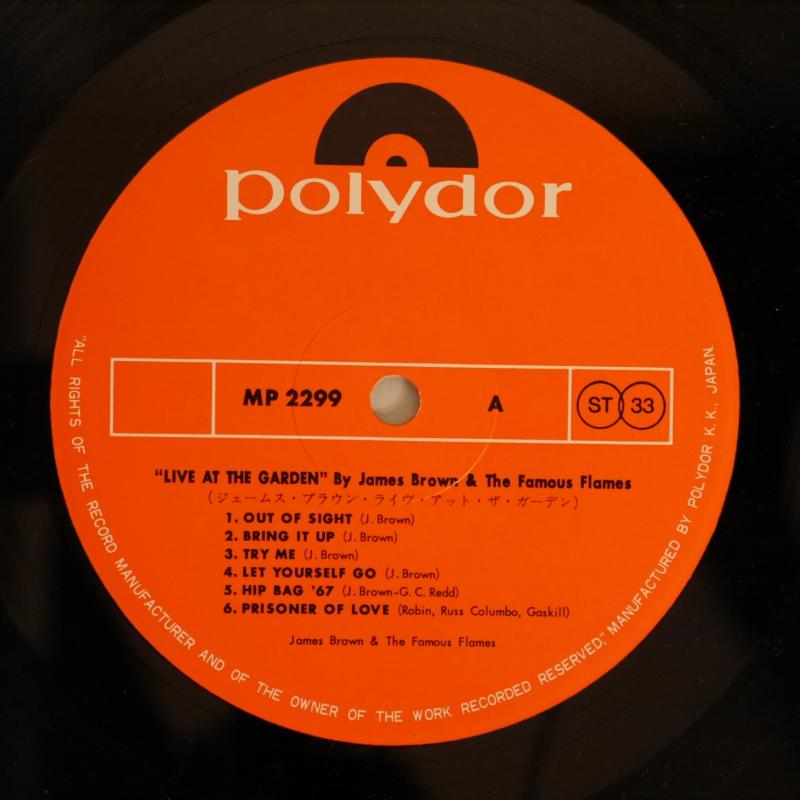 polydor
MP 2299
A
ST 33
"LIVE AT THE GARDEN" By James Brown & The Famous Flames
(ジェームス・ブラウン・ライヴ・アット・ザ・ガーデン)
1. OUT OF SIGHT (J. Brown)
2. BRING IT UP (J. Brown)
3. TRY ME (J. Brown)
4. LET YOURSELF GO (J. Brown)
5. HIP BAG '67 (J. Brown-G. C. Redd)
6. PRISONER OF LOVE (Robin, Russ Columbo, Gaskill)
James Brown & The Famous Flames
"ALL RIGHTS OF THE RECORD MANUFACTURER AND OF THE OWNER OF THE WORK RECORDED RESERVED," MANUFACTURED BY POLYDOR K. K., JAPAN.